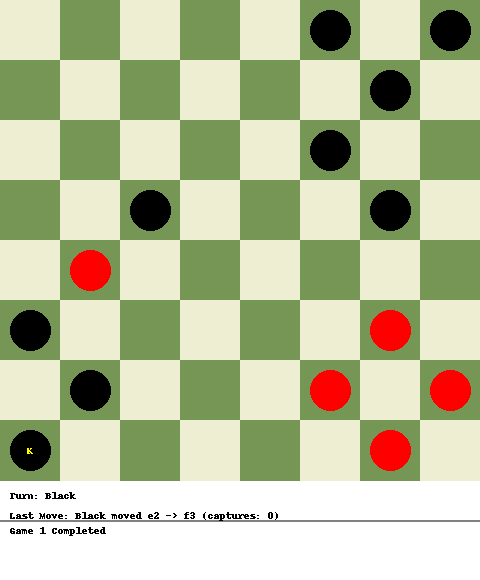 K
Turn: Black
Last Move: Black moved e2 -> f3 (captures: 0)
Game 1 Completed